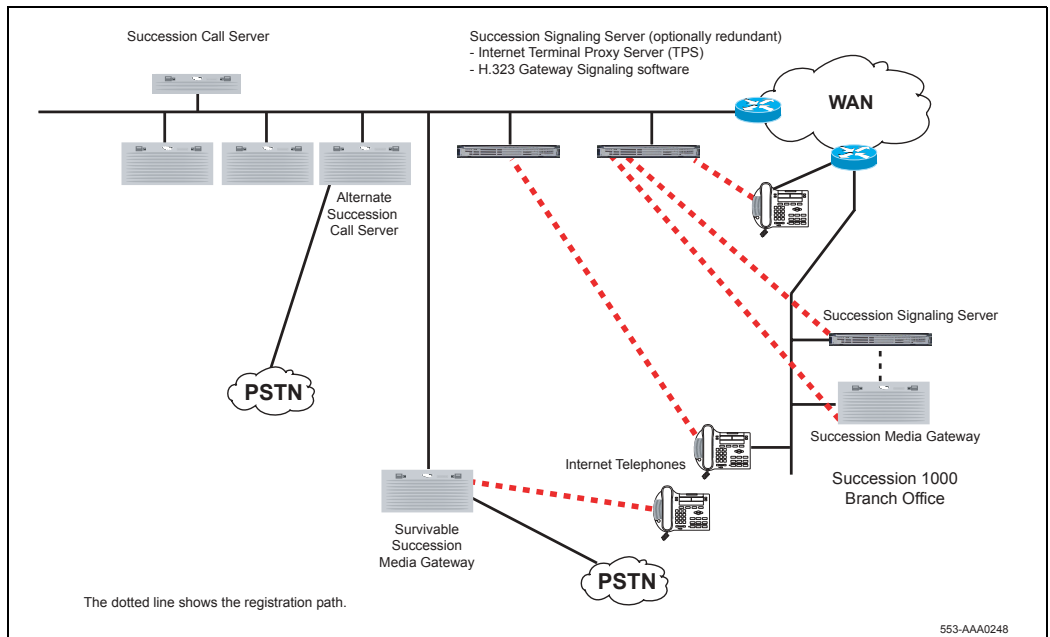 Succession Call Server
Succession Signaling Server (optionally redundant)
- Internet Terminal Proxy Server (TPS)
- H.323 Gateway Signaling software
WAN
Alternate
Succession
Call Server
Succession Signaling Server
PSTN
Succession Media Gateway
Internet Telephones
Succession 1000
Branch Office
Survivable
Succession
Media Gateway
PSTN
The dotted line shows the registration path.
553-AAA0248